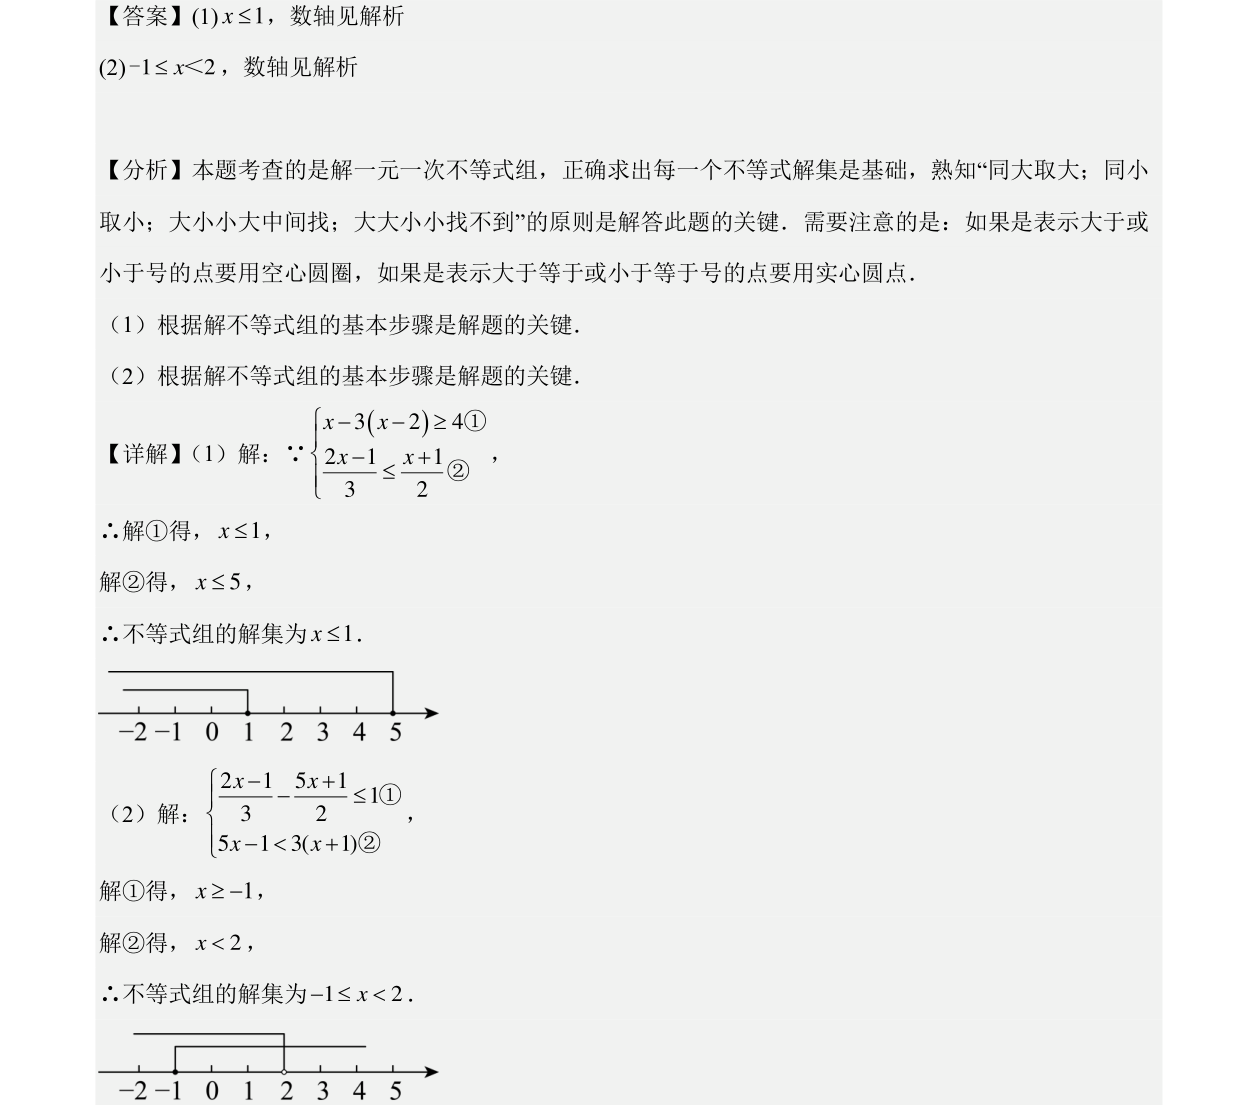 【答案】(1) x ≤ 1，数轴见解析
(2) −1 ≤ x < 2，数轴见解析
【分析】本题考查的是解一元一次不等式组，正确求出每一个不等式解集是基础，熟知“同大取大；同小
取小；大小小大中间找；大大小小找不到”的原则是解答此题的关键．需要注意的是：如果是表示大于或
小于号的点要用空心圆圈，如果是表示大于等于或小于等于号的点要用实心圆点．
（1）根据解不等式组的基本步骤是解题的关键．
（2）根据解不等式组的基本步骤是解题的关键．
【详解】（1）解：∵ { x − 3(x − 2) ≥ 4① ; (2x − 1)/3 ≤ (x + 1)/2 ② ，
∴解①得， x ≤ 1，
解②得， x ≤ 5，
∴不等式组的解集为 x ≤ 1．
−2 −1 0 1 2 3 4 5
（2）解： { (2x − 1)/3 − (5x + 1)/2 ≤ 1① ; 5x − 1 < 3(x + 1)② ，
解①得， x ≥ −1，
解②得， x < 2，
∴不等式组的解集为 −1 ≤ x < 2．
−2 −1 0 1 2 3 4 5